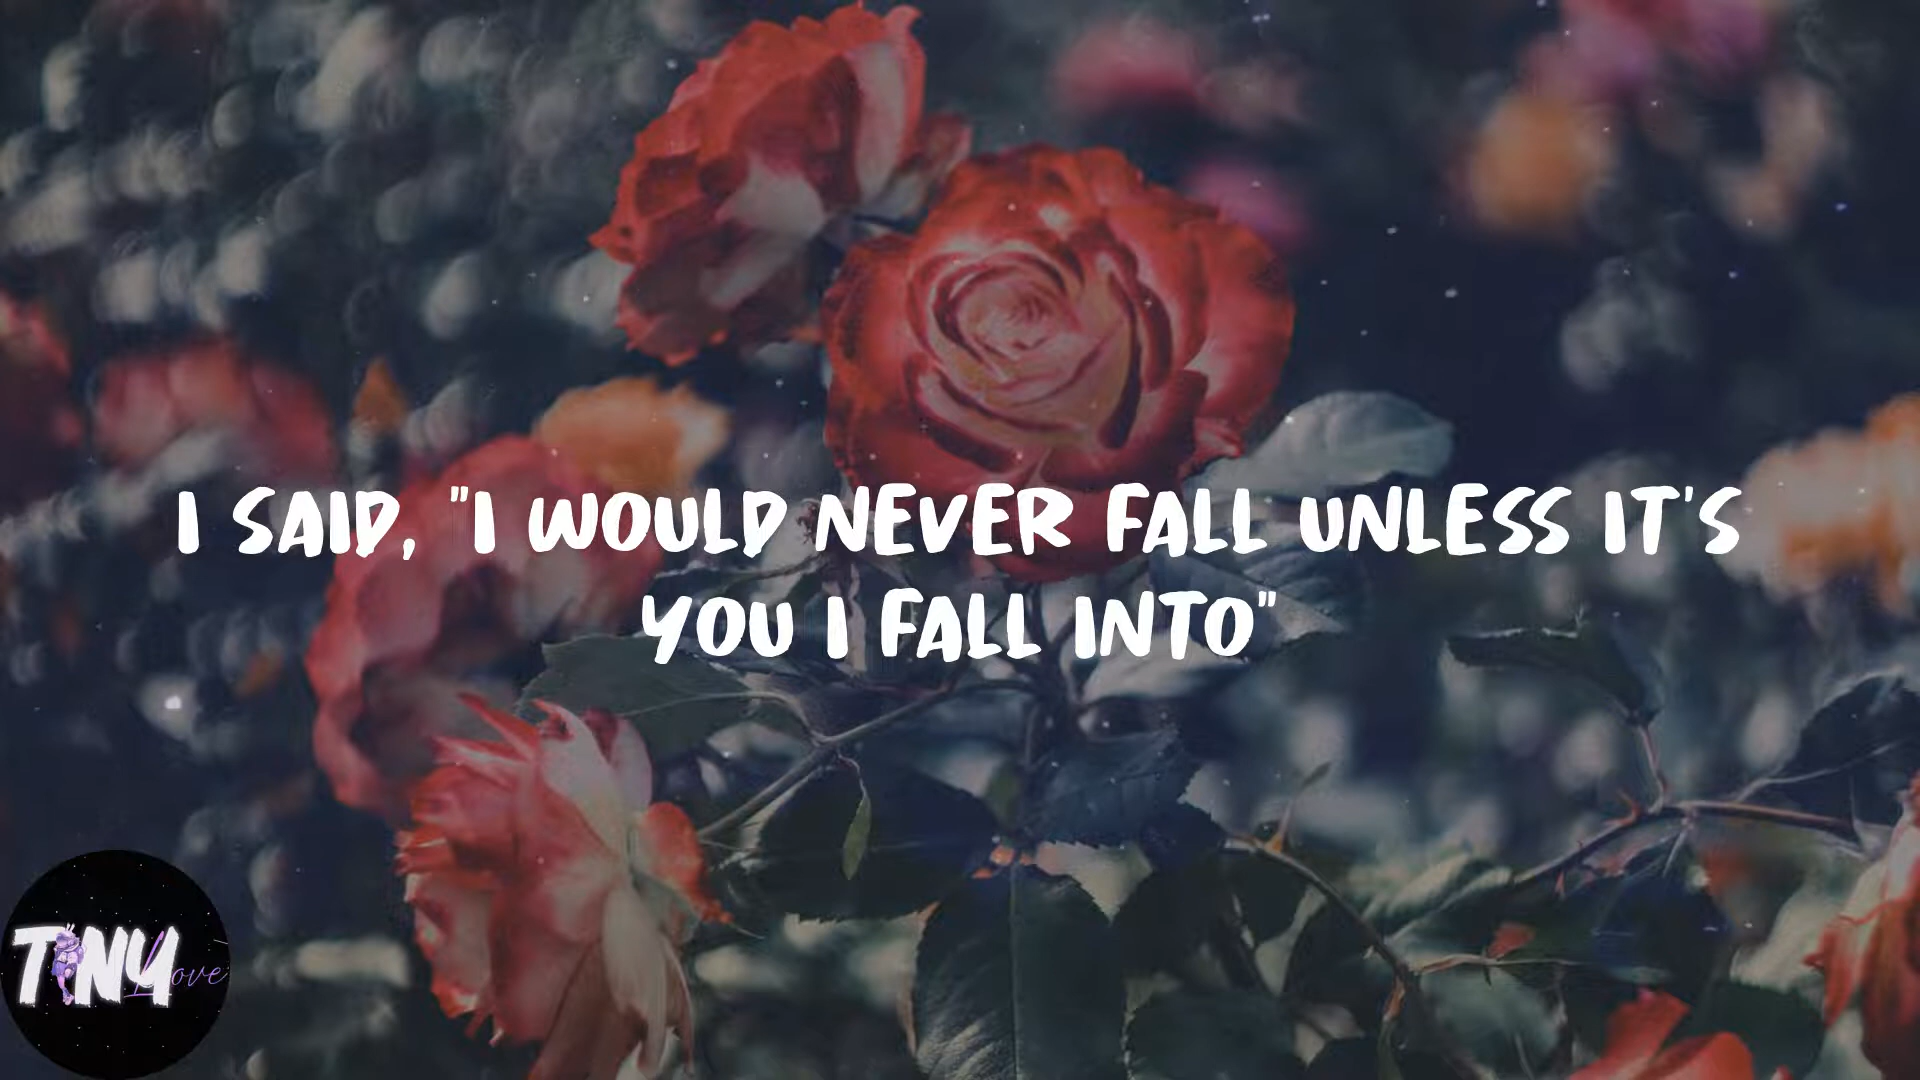 I SAID, "I WOULD NEVER FALL UNLESS IT'S
YOU I FALL INTO"
TINY
Love